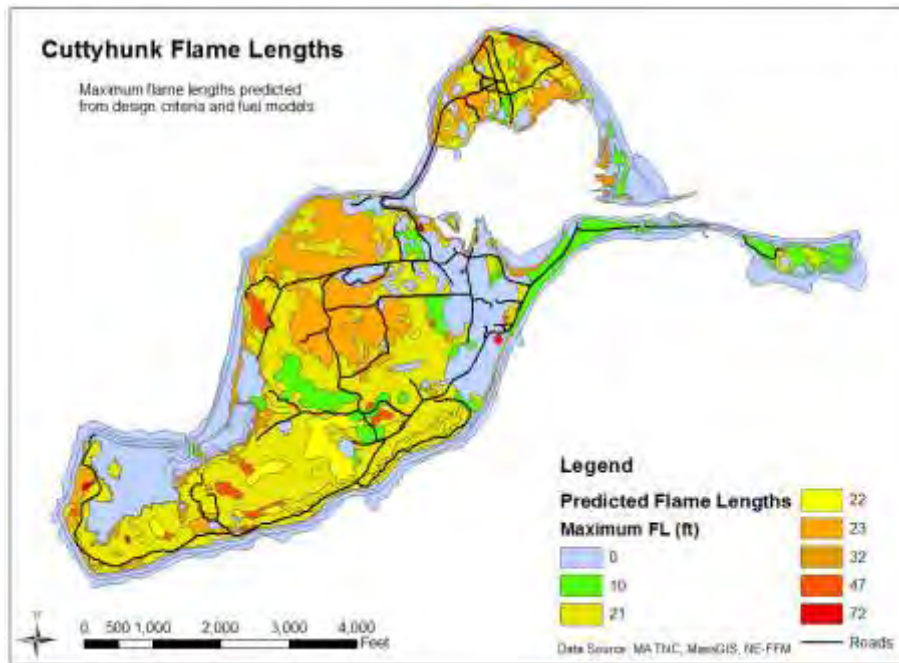 Cuttyhunk Flame Lengths
Maximum flame lengths predicted
from design criteria and fuel models
Legend
Predicted Flame Lengths
Maximum FL (ft)
0
10
21
22
23
32
47
72
Roads
0 500 1,000 2,000 3,000 4,000
Feet
Data Source: MATNC, MassGIS, NE-FFM